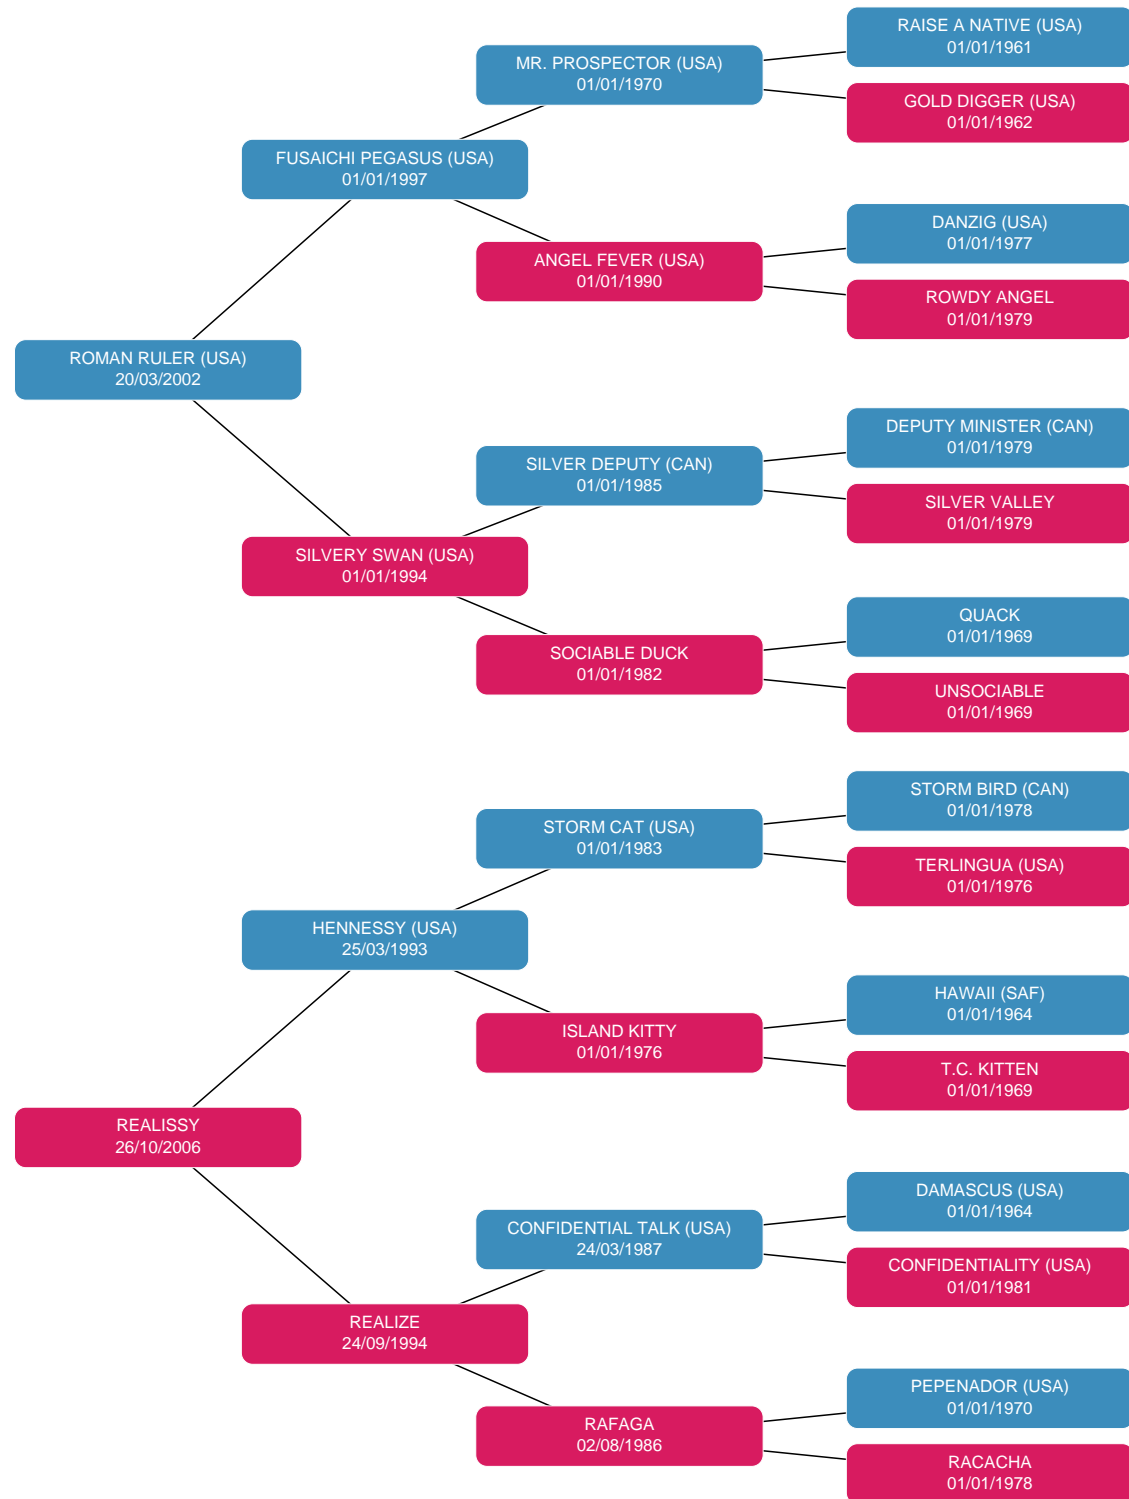 RAISE A NATIVE (USA)
01/01/1961
MR. PROSPECTOR (USA)
01/01/1970
GOLD DIGGER (USA)
01/01/1962
FUSAICHI PEGASUS (USA)
01/01/1997
DANZIG (USA)
01/01/1977
ANGEL FEVER (USA)
01/01/1990
ROWDY ANGEL
01/01/1979
ROMAN RULER (USA)
20/03/2002
DEPUTY MINISTER (CAN)
01/01/1979
SILVER DEPUTY (CAN)
01/01/1985
SILVER VALLEY
01/01/1979
SILVERY SWAN (USA)
01/01/1994
QUACK
01/01/1969
SOCIABLE DUCK
01/01/1982
UNSOCIABLE
01/01/1969
STORM BIRD (CAN)
01/01/1978
STORM CAT (USA)
01/01/1983
TERLINGUA (USA)
01/01/1976
HENNESSY (USA)
25/03/1993
HAWAII (SAF)
01/01/1964
ISLAND KITTY
01/01/1976
T.C. KITTEN
01/01/1969
REALISSY
26/10/2006
DAMASCUS (USA)
01/01/1964
CONFIDENTIAL TALK (USA)
24/03/1987
CONFIDENTIALITY (USA)
01/01/1981
REALIZE
24/09/1994
PEPENADOR (USA)
01/01/1970
RAFAGA
02/08/1986
RACACHA
01/01/1978